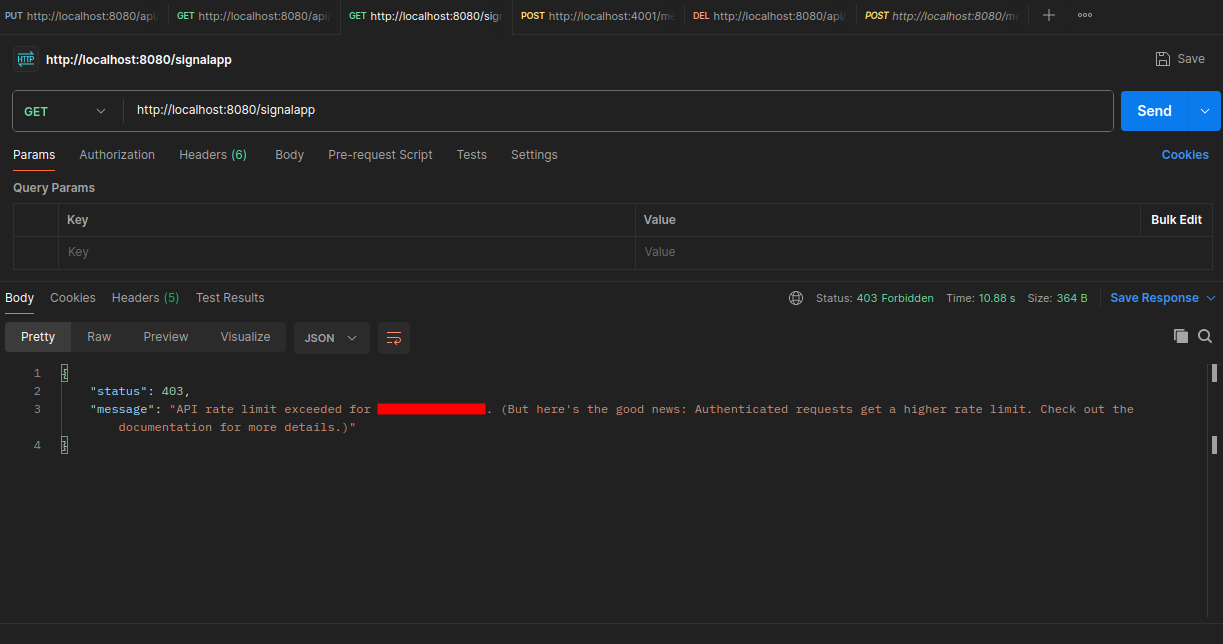 PUT http://localhost:8080/api/ GET http://localhost:8080/api/ GET http://localhost:8080/sig POST http://localhost:4001/me DEL http://localhost:8080/api/ POST http://localhost:8080/m
HTTP http://localhost:8080/signalapp Save
GET http://localhost:8080/signalapp Send
Params Authorization Headers (6) Body Pre-request Script Tests Settings Cookies
Query Params
Key Value Bulk Edit
Key Value
Body Cookies Headers (5) Test Results Status: 403 Forbidden Time: 10.88 s Size: 364 B Save Response
Pretty Raw Preview Visualize JSON
1 {
2 "status": 403,
3 "message": "API rate limit exceeded for . (But here's the good news: Authenticated requests get a higher rate limit. Check out the
documentation for more details.)"
4 }